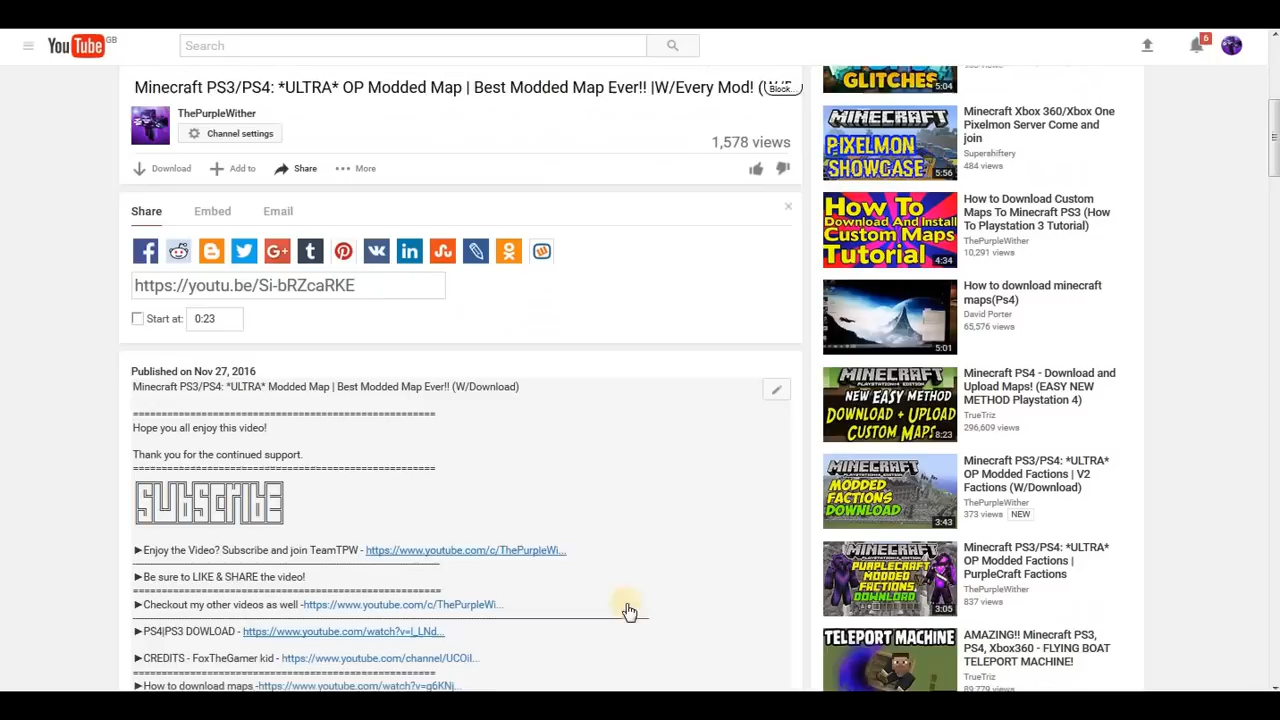 YouTube GB
Search
6
Minecraft PS3/PS4: *ULTRA* OP Modded Map | Best Modded Map Ever!! |W/Every Mod! (
Block...
ThePurpleWither
Channel settings
1,578 views
Download
Add to
Share
More
Share
Embed
Email
https://youtu.be/Si-bRZcaRKE
Start at:
0:23
Published on Nov 27, 2016
Minecraft PS3/PS4: *ULTRA* Modded Map | Best Modded Map Ever!! (W/Download)
==================================================
Hope you all enjoy this video!
Thank you for the continued support.
==================================================
SUBSCRIBE
►Enjoy the Video? Subscribe and join TeamTPW - https://www.youtube.com/c/ThePurpleWi...
►Be sure to LIKE & SHARE the video!
►Checkout my other videos as well -https://www.youtube.com/c/ThePurpleWi...
►PS4|PS3 DOWLOAD - https://www.youtube.com/watch?v=l_LNd...
►CREDITS - FoxTheGamer kid - https://www.youtube.com/channel/UCOiI...
►How to download maps -https://www.youtube.com/watch?v=g6KNj...
GLITCHES
5:04
MINECRAFT
PIXELMON
SHOWCASE
5:56
Minecraft Xbox 360/Xbox One
Pixelmon Server Come and
join
Supershiftery
484 views
How To
Download And Install
Custom Maps
Tutorial
4:34
How to Download Custom
Maps To Minecraft PS3 (How
To Playstation 3 Tutorial)
ThePurpleWither
10,291 views
5:01
How to download minecraft
maps(Ps4)
David Porter
65,576 views
MINECRAFT
PLAYSTATION 4 EDITION
NEW EASY METHOD
DOWNLOAD + UPLOAD
CUSTOM MAPS
8:23
Minecraft PS4 - Download and
Upload Maps! (EASY NEW
METHOD Playstation 4)
TrueTriz
296,609 views
MINECRAFT
MODDED
FACTIONS
DOWNLOAD
3:43
Minecraft PS3/PS4: *ULTRA*
OP Modded Factions | V2
Factions (W/Download)
ThePurpleWither
373 views NEW
MINECRAFT
PURPLECRAFT
MODDED
FACTIONS
DOWNLOAD
3:05
Minecraft PS3/PS4: *ULTRA*
OP Modded Factions |
PurpleCraft Factions
ThePurpleWither
837 views
TELEPORT MACHINE
AMAZING!! Minecraft PS3,
PS4, Xbox360 - FLYING BOAT
TELEPORT MACHINE!
TrueTriz
89,779 views